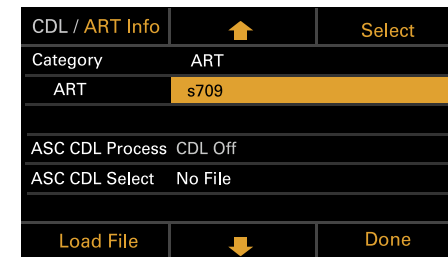 CDL / ART Info Select
Category ART
ART s709
ASC CDL Process CDL Off
ASC CDL Select No File
Load File Done